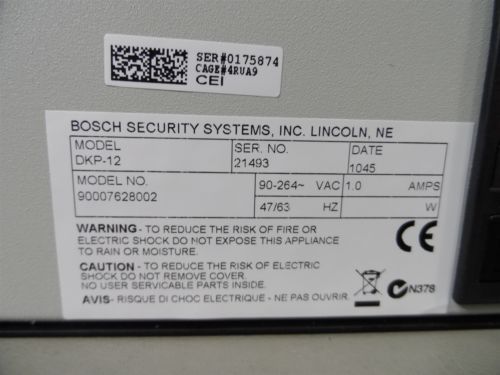 SER#0175874
CAGE#4RUA9
CEI
BOSCH SECURITY SYSTEMS, INC. LINCOLN, NE
MODEL
DKP-12
SER. NO.
21493
DATE
1045
MODEL NO.
90007628002
90-264~ VAC
1.0 AMPS
47/63 HZ
W
WARNING - TO REDUCE THE RISK OF FIRE OR
ELECTRIC SHOCK DO NOT EXPOSE THIS APPLIANCE
TO RAIN OR MOISTURE.
CE
CAUTION - TO REDUCE THE RISK OF ELECTRIC
SHOCK DO NOT REMOVE COVER.
NO USER SERVICABLE PARTS INSIDE.
AVIS- RISQUE DI CHOC ELECTRIQUE - NE PAS OUVRIR.
N378